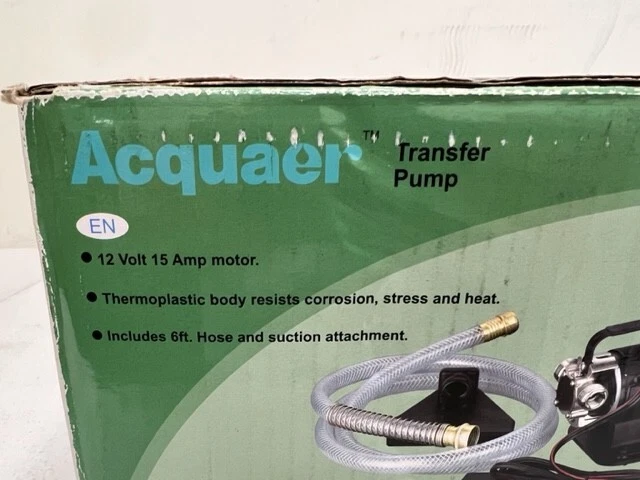 Acquaer™ Transfer
Pump
EN
● 12 Volt 15 Amp motor.
● Thermoplastic body resists corrosion, stress and heat.
● Includes 6ft. Hose and suction attachment.